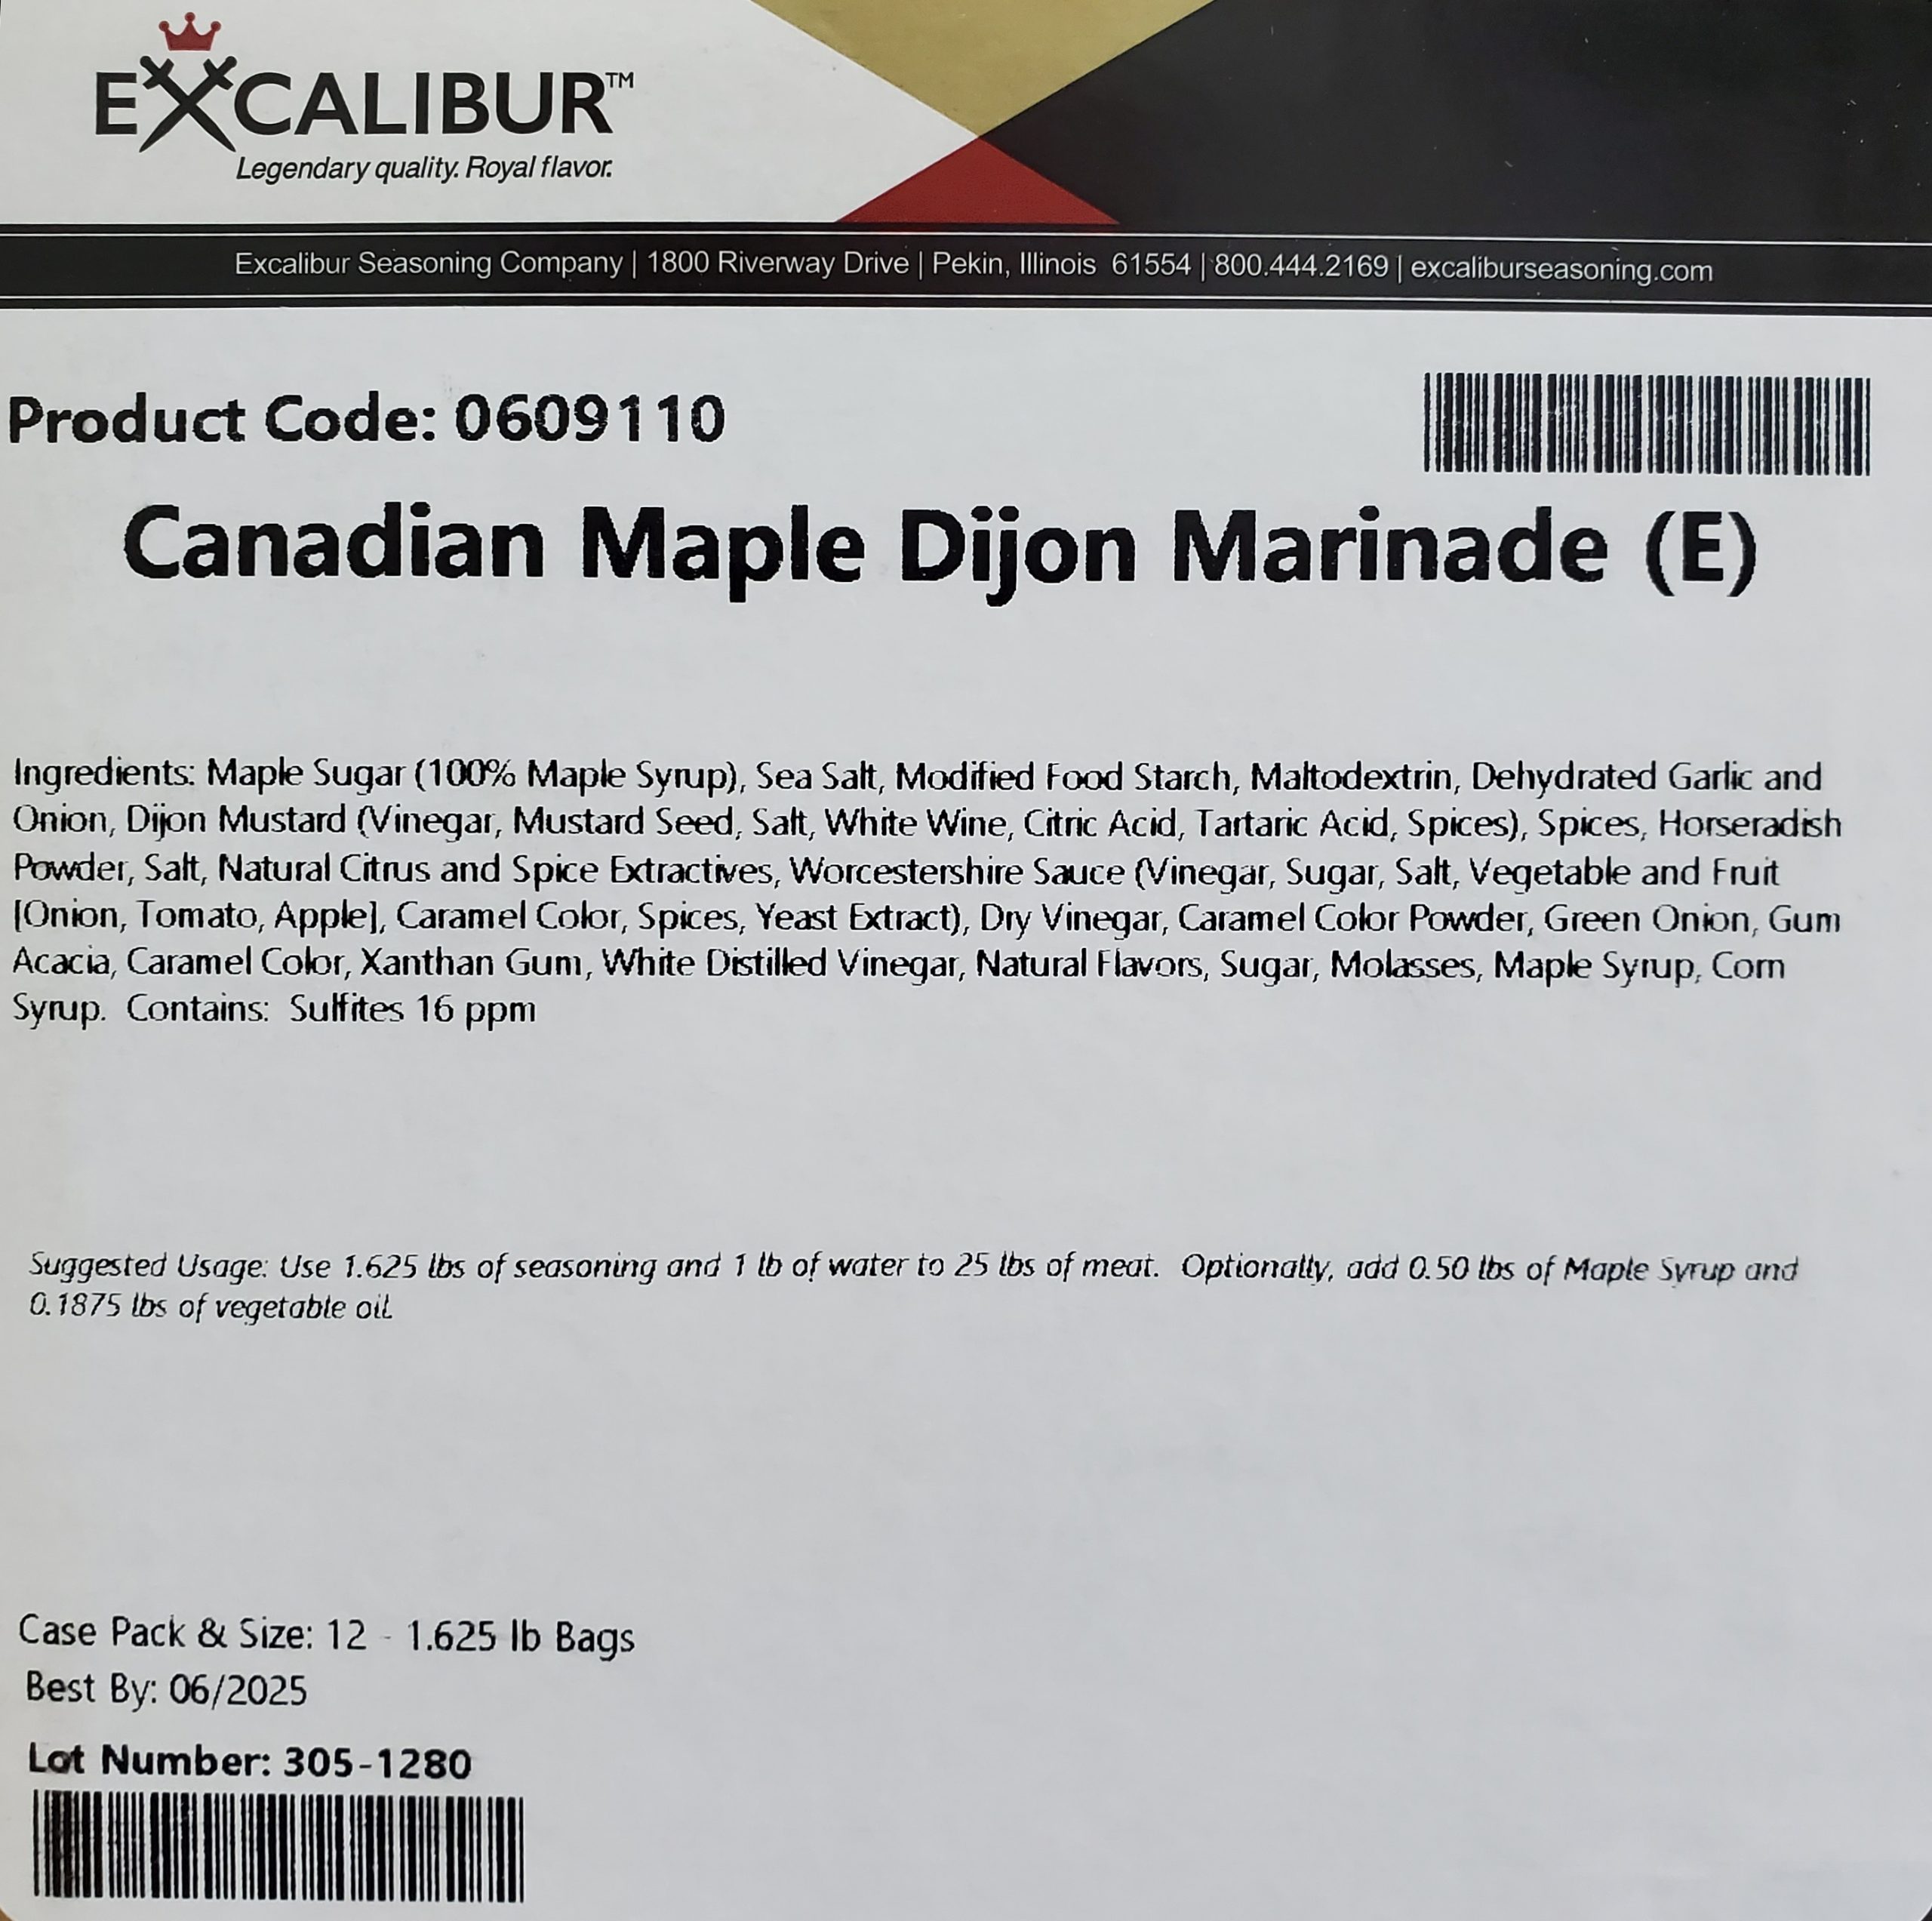 EXCALIBUR™
Legendary quality. Royal flavor.
Excalibur Seasoning Company | 1800 Riverway Drive | Pekin, Illinois 61554 | 800.444.2169 | excaliburseasoning.com
Product Code: 0609110
Canadian Maple Dijon Marinade (E)
Ingredients: Maple Sugar (100% Maple Syrup), Sea Salt, Modified Food Starch, Maltodextrin, Dehydrated Garlic and
Onion, Dijon Mustard (Vinegar, Mustard Seed, Salt, White Wine, Citric Acid, Tartaric Acid, Spices), Spices, Horseradish
Powder, Salt, Natural Citrus and Spice Extractives, Worcestershire Sauce (Vinegar, Sugar, Salt, Vegetable and Fruit
[Onion, Tomato, Apple], Caramel Color, Spices, Yeast Extract), Dry Vinegar, Caramel Color Powder, Green Onion, Gum
Acacia, Caramel Color, Xanthan Gum, White Distilled Vinegar, Natural Flavors, Sugar, Molasses, Maple Syrup, Corn
Syrup. Contains: Sulfites 16 ppm
Suggested Usage: Use 1.625 lbs of seasoning and 1 lb of water to 25 lbs of meat. Optionally, add 0.50 lbs of Maple Syrup and
0.1875 lbs of vegetable oil.
Case Pack & Size: 12 - 1.625 lb Bags
Best By: 06/2025
Lot Number: 305-1280